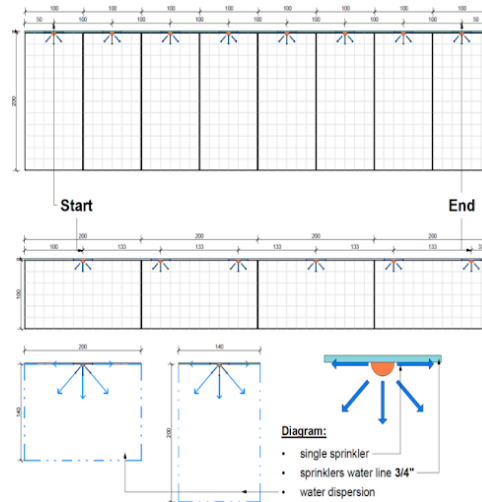 100 100 100 100 100 100 100 100
50 100 100 100 100 100 100 100 50
200
Start End
200 200 200 200
100 133 133 133 133 133
100
200 140
140
200
Diagram:
• single sprinkler
• sprinklers water line 3/4"
• water dispersion